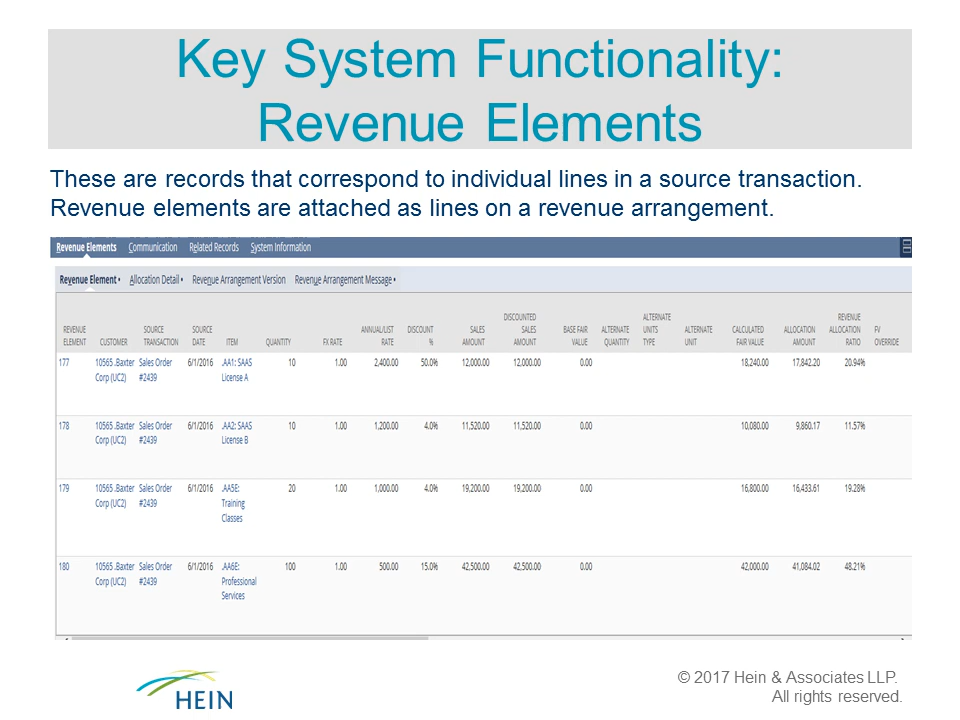 Key System Functionality:
Revenue Elements
These are records that correspond to individual lines in a source transaction.
Revenue elements are attached as lines on a revenue arrangement.
Revenue Elements Communication Related Records System Information
Revenue Element • Allocation Detail • Revenue Arrangement Version Revenue Arrangement Message •
REVENUE ELEMENT CUSTOMER SOURCE TRANSACTION SOURCE DATE ITEM QUANTITY FX RATE ANNUAL/LIST RATE DISCOUNT % SALES AMOUNT DISCOUNTED SALES AMOUNT BASE FAIR VALUE ALTERNATE QUANTITY ALTERNATE UNITS TYPE ALTERNATE UNIT CALCULATED FAIR VALUE ALLOCATION AMOUNT REVENUE ALLOCATION RATIO FV OVERRIDE
177 10565 .Baxter Sales Order 6/1/2016 .AA1: SAAS 10 1.00 2,400.00 50.0% 12,000.00 12,000.00 0.00 18,240.00 17,842.20 20.94%
Corp (UC2) #2439 License A
178 10565 .Baxter Sales Order 6/1/2016 .AA2: SAAS 10 1.00 1,200.00 4.0% 11,520.00 11,520.00 0.00 10,080.00 9,860.17 11.57%
Corp (UC2) #2439 License B
179 10565 .Baxter Sales Order 6/1/2016 .AA5E: 20 1.00 1,000.00 4.0% 19,200.00 19,200.00 0.00 16,800.00 16,433.61 19.28%
Corp (UC2) #2439 Training
Classes
180 10565 .Baxter Sales Order 6/1/2016 .AA6E: 100 1.00 500.00 15.0% 42,500.00 42,500.00 0.00 42,000.00 41,084.02 48.21%
Corp (UC2) #2439 Professional
Services
HEIN
© 2017 Hein & Associates LLP.
All rights reserved.